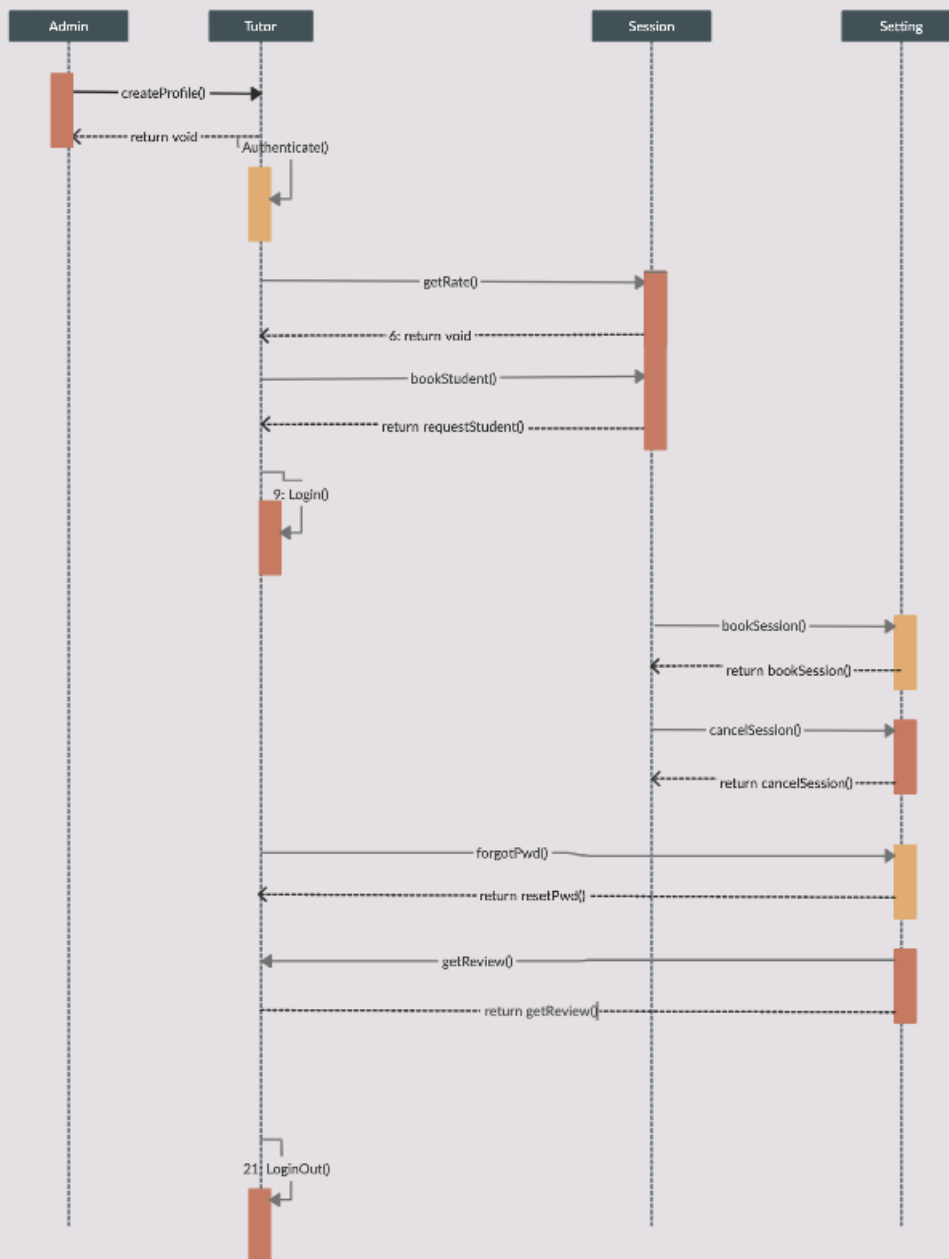 Admin
Tutor
Session
Setting
createProfile()
return void
Authenticate()
getRate()
6: return void
bookStudent()
return requestStudent()
9: Login()
bookSession()
return bookSession()
cancelSession()
return cancelSession()
forgotPwd()
return resetPwd()
getReview()
return getReview()
21: LoginOut()